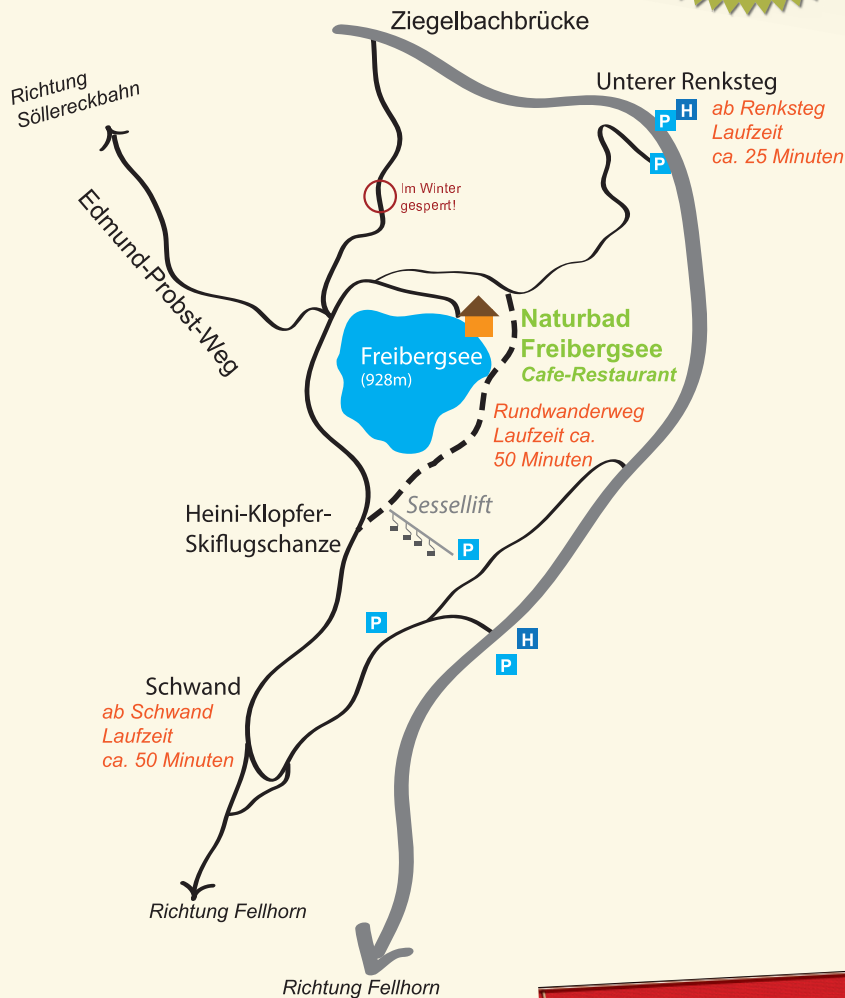 Ziegelbachbrücke
Richtung
Söllereckbahn
Unterer Renksteg
P
H
ab Renksteg
Laufzeit
ca. 25 Minuten
P
Im Winter
gesperrt!
Edmund-Probst-Weg
Naturbad
Freibergsee
Cafe-Restaurant
Freibergsee
(928m)
Rundwanderweg
Laufzeit ca.
50 Minuten
Heini-Klopfer-
Skiflugschanze
Sessellift
P
P
H
P
Schwand
ab Schwand
Laufzeit
ca. 50 Minuten
Richtung Fellhorn
Richtung Fellhorn